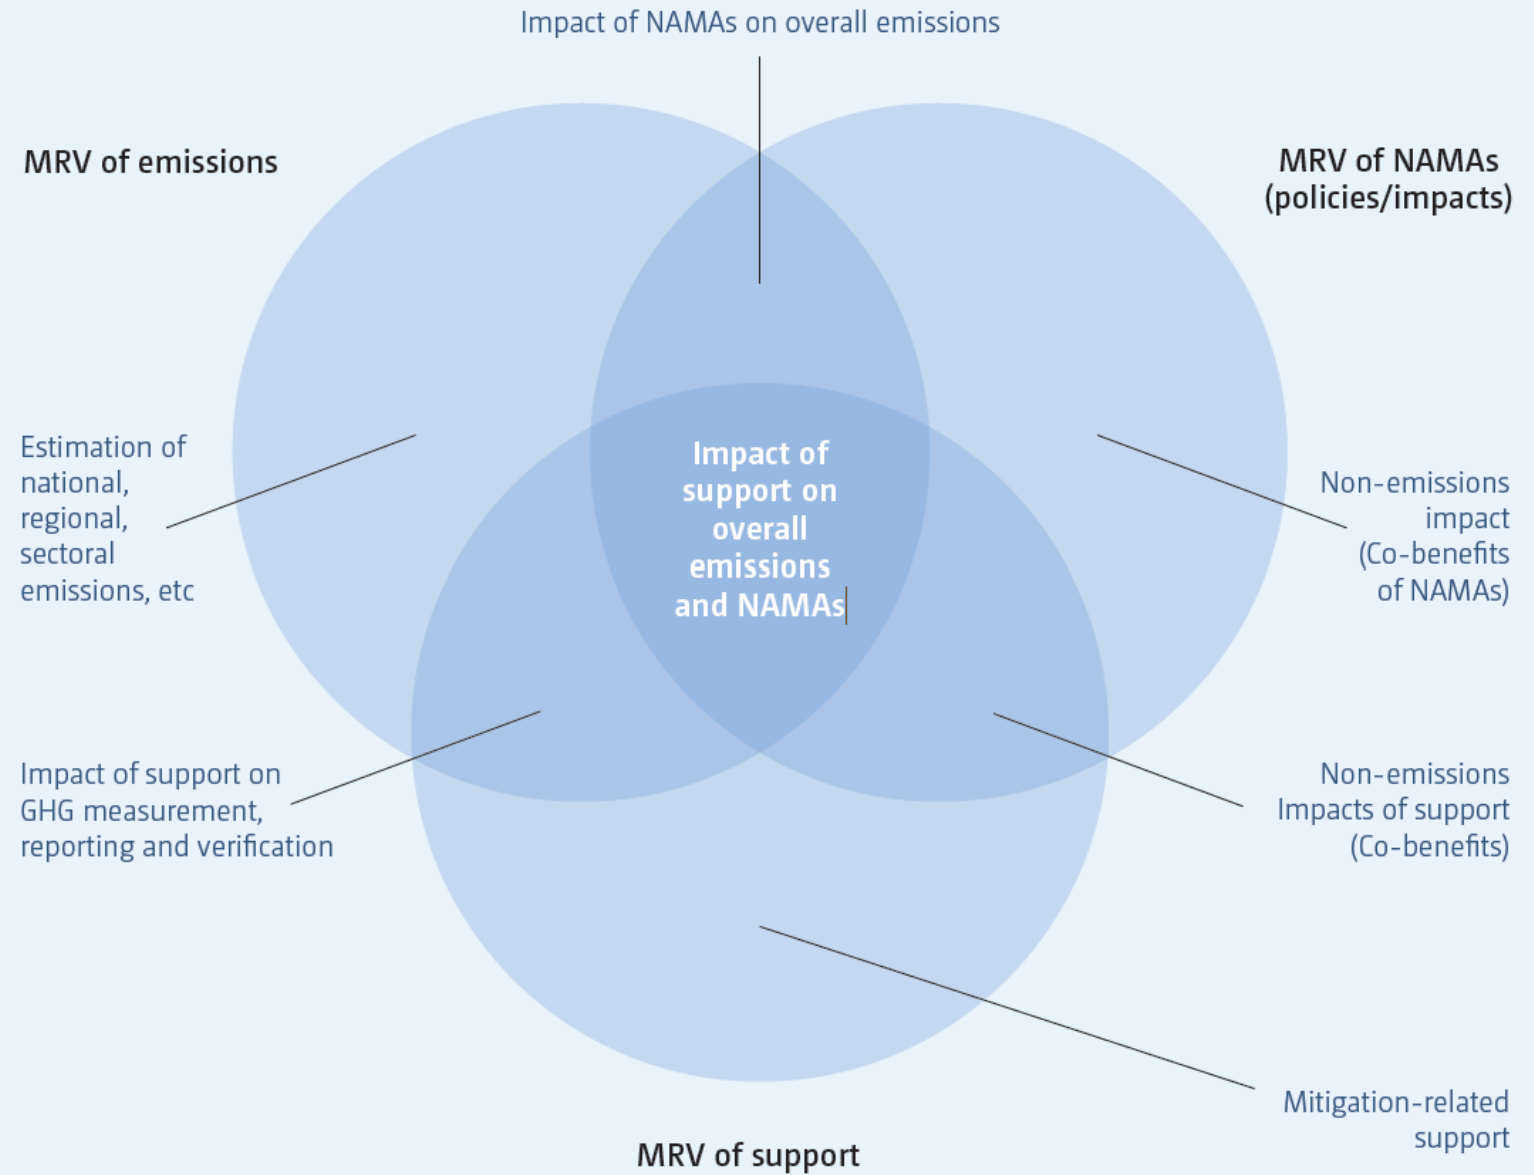 Impact of NAMAs on overall emissions
MRV of emissions
MRV of NAMAs
(policies/impacts)
Estimation of
national,
regional,
sectoral
emissions, etc
Impact of
support on
overall
emissions
and NAMAs
Non-emissions
impact
(Co-benefits
of NAMAs)
Impact of support on
GHG measurement,
reporting and verification
Non-emissions
Impacts of support
(Co-benefits)
Mitigation-related
support
MRV of support